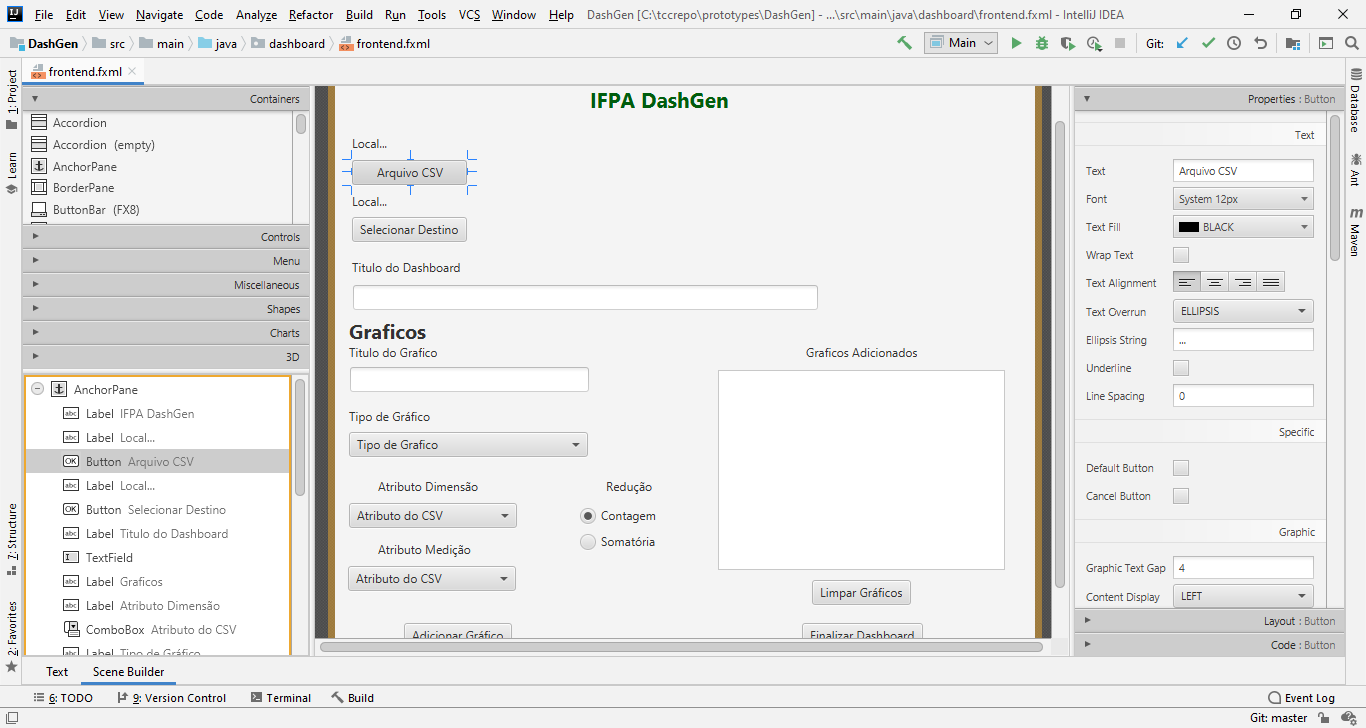 File Edit View Navigate Code Analyze Refactor Build Run Tools VCS Window Help DashGen [C:\tccrepo\prototypes\DashGen] - ...\src\main\java\dashboard\frontend.fxml - IntelliJ IDEA
DashGen src main java dashboard frontend.fxml Main Git:
frontend.fxml
1: Project
Learn
7: Structure
2: Favorites
Containers
Accordion
Accordion (empty)
AnchorPane
BorderPane
ButtonBar (FX8)
Controls
Menu
Miscellaneous
Shapes
Charts
3D
AnchorPane
Label IFPA DashGen
Label Local...
Button Arquivo CSV
Label Local...
Button Selecionar Destino
Label Titulo do Dashboard
TextField
Label Graficos
Label Atributo Dimensão
ComboBox Atributo do CSV
Label Tipo de Gráfico
IFPA DashGen
Local...
Arquivo CSV
Local...
Selecionar Destino
Titulo do Dashboard
Graficos
Titulo do Grafico
Graficos Adicionados
Tipo de Gráfico
Tipo de Grafico
Atributo Dimensão
Redução
Atributo do CSV
Contagem
Somatória
Atributo Medição
Atributo do CSV
Limpar Gráficos
Adicionar Gráfico
Finalizar Dashboard
Properties : Button
Text
Text Arquivo CSV
Font System 12px
Text Fill BLACK
Wrap Text
Text Alignment
Text Overrun ELLIPSIS
Ellipsis String ...
Underline
Line Spacing 0
Specific
Default Button
Cancel Button
Graphic
Graphic Text Gap 4
Content Display LEFT
Layout : Button
Code : Button
Database
Ant
Maven
Text Scene Builder
6: TODO 9: Version Control Terminal Build Event Log
Git: master